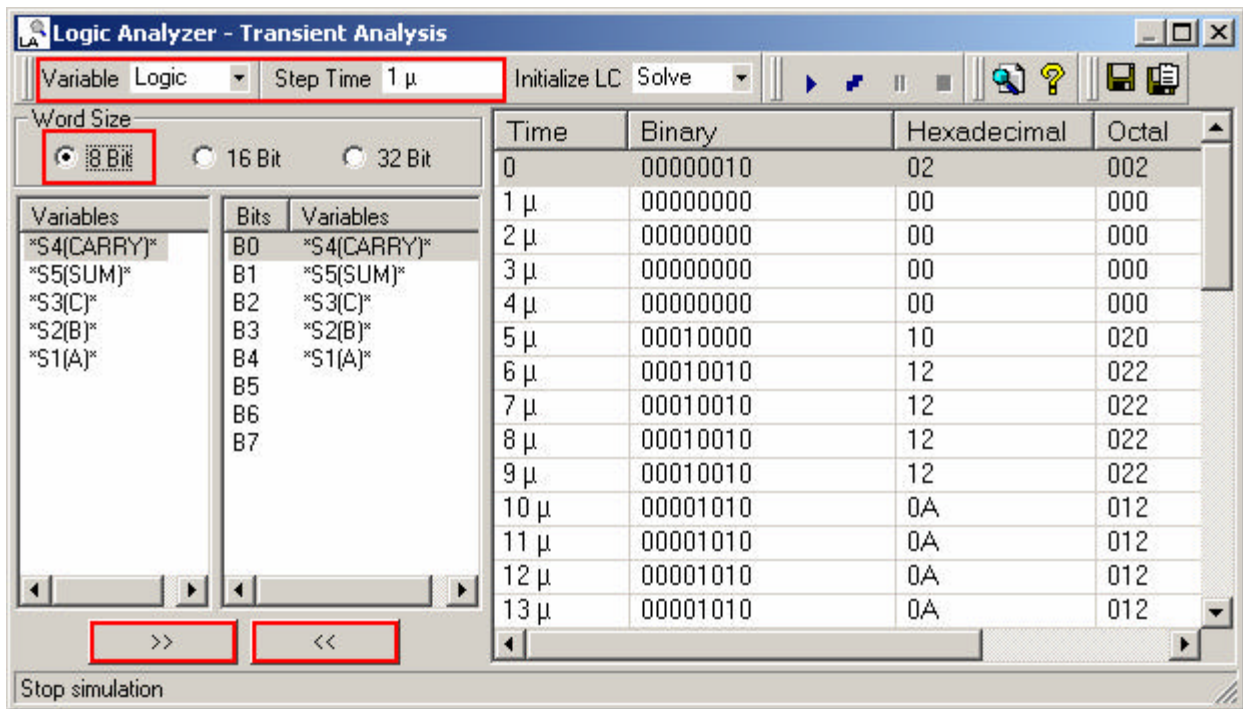 LA Logic Analyzer - Transient Analysis
Variable Logic Step Time 1 µ Initialize LC Solve
Word Size
8 Bit 16 Bit 32 Bit
Variables
*S4(CARRY)*
*S5(SUM)*
*S3(C)*
*S2(B)*
*S1(A)*
Bits Variables
B0 *S4(CARRY)*
B1 *S5(SUM)*
B2 *S3(C)*
B3 *S2(B)*
B4 *S1(A)*
B5
B6
B7
>> <<
Time Binary Hexadecimal Octal
0 00000010 02 002
1 µ 00000000 00 000
2 µ 00000000 00 000
3 µ 00000000 00 000
4 µ 00000000 00 000
5 µ 00010000 10 020
6 µ 00010010 12 022
7 µ 00010010 12 022
8 µ 00010010 12 022
9 µ 00010010 12 022
10 µ 00001010 0A 012
11 µ 00001010 0A 012
12 µ 00001010 0A 012
13 µ 00001010 0A 012
Stop simulation